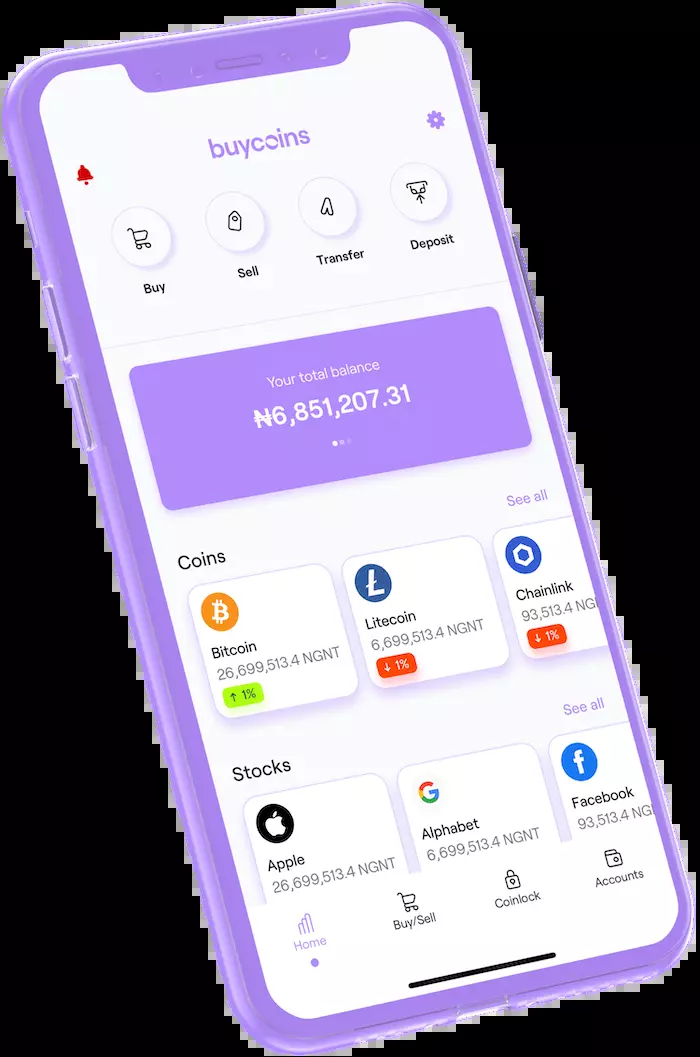 buycoins
Buy
Sell
Transfer
Deposit
Your total balance
₦6,851,207.31
See all
Coins
Bitcoin
26,699,513.4 NGNT
↑ 1%
Litecoin
6,699,513.4 NGNT
↓ 1%
Chainlink
93,513.4 NG
↓ 1%
See all
Stocks
Apple
26,699,513.4 NGNT
Alphabet
6,699,513.4 NGNT
Facebook
93,513.4 NG
Home
Buy/Sell
Coinlock
Accounts